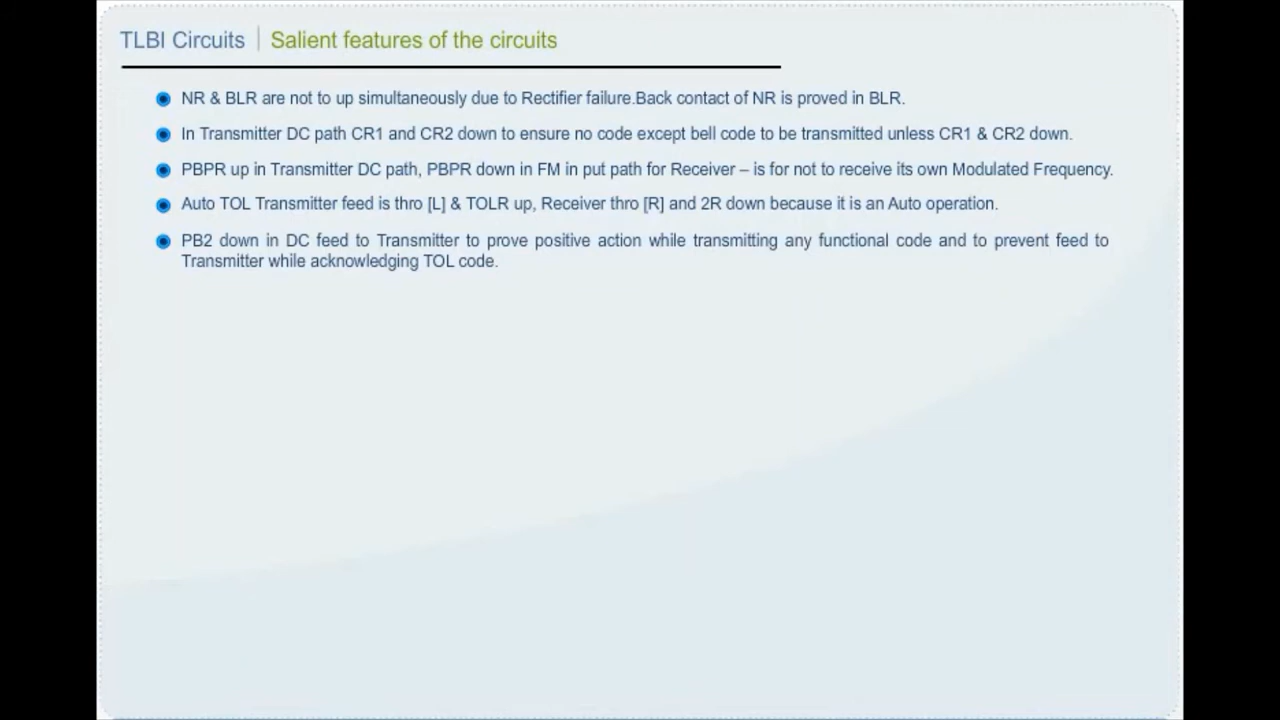 TLBI Circuits | Salient features of the circuits
NR & BLR are not to up simultaneously due to Rectifier failure.Back contact of NR is proved in BLR.
In Transmitter DC path CR1 and CR2 down to ensure no code except bell code to be transmitted unless CR1 & CR2 down.
PBPR up in Transmitter DC path, PBPR down in FM in put path for Receiver – is for not to receive its own Modulated Frequency.
Auto TOL Transmitter feed is thro [L] & TOLR up, Receiver thro [R] and 2R down because it is an Auto operation.
PB2 down in DC feed to Transmitter to prove positive action while transmitting any functional code and to prevent feed to
Transmitter while acknowledging TOL code.